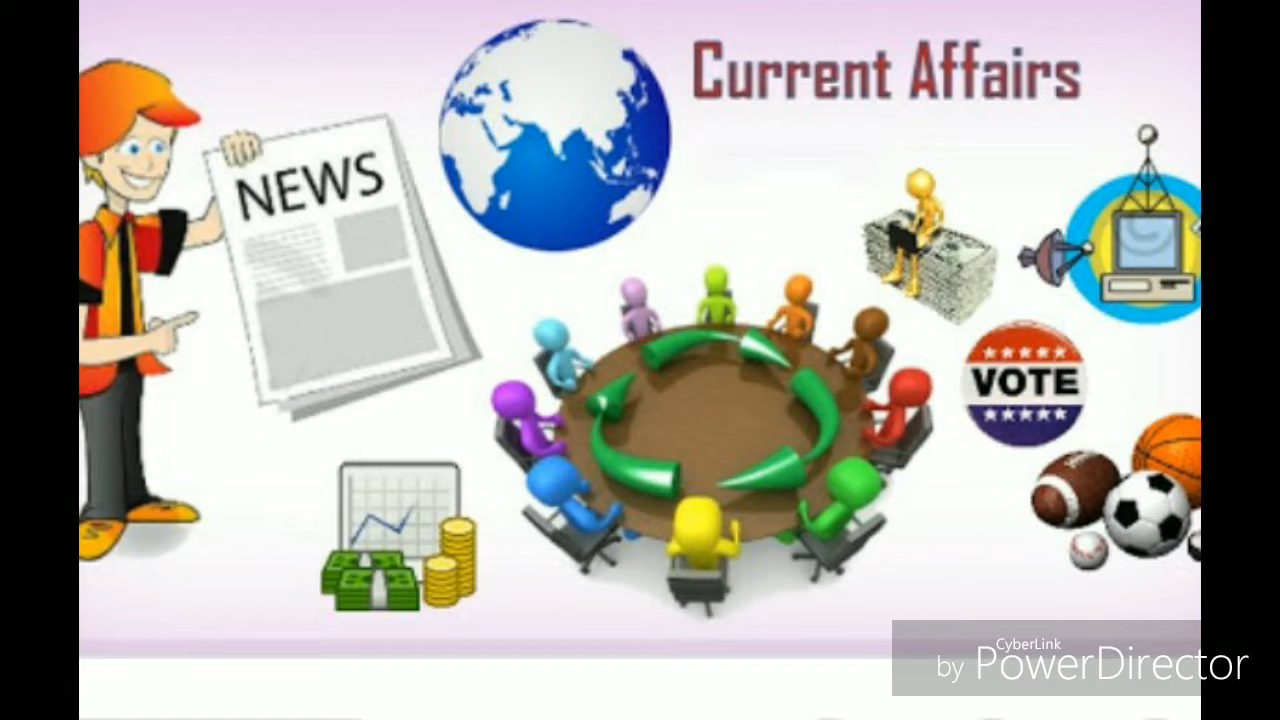 Current Affairs
NEWS
VOTE
CyberLink
by PowerDirector